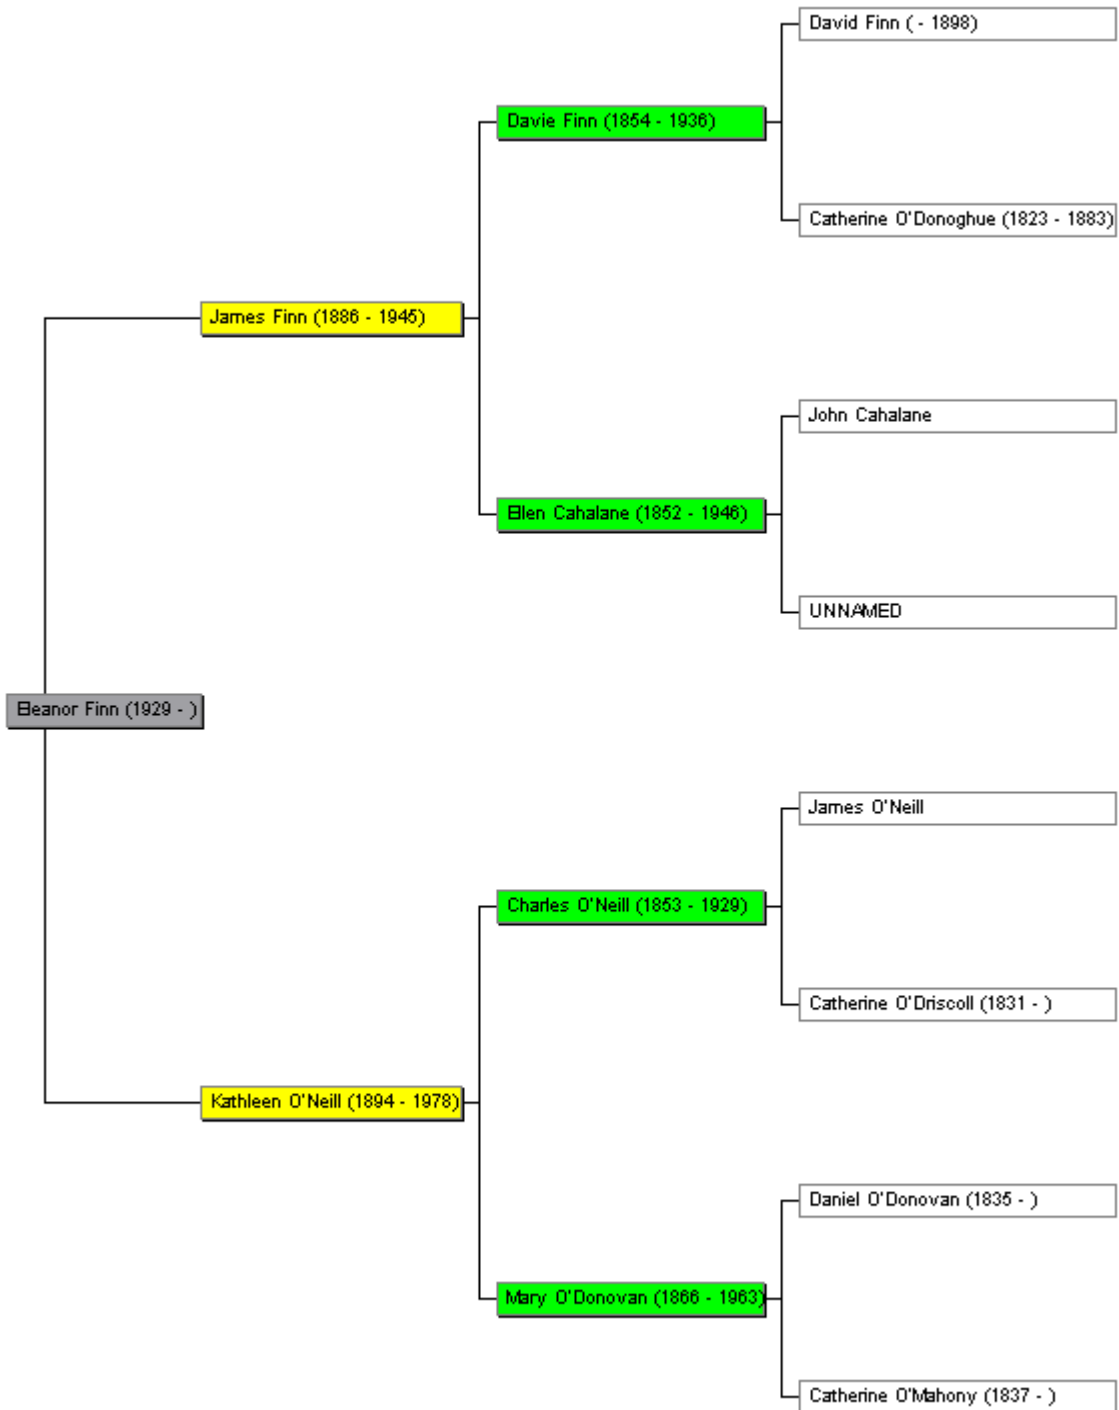 David Finn ( - 1898)
Davie Finn (1854 - 1936)
Catherine O'Donoghue (1823 - 1883)
James Finn (1886 - 1945)
John Cahalane
Ellen Cahalane (1852 - 1946)
UNNAMED
Eleanor Finn (1929 - )
James O'Neill
Charles O'Neill (1853 - 1929)
Catherine O'Driscoll (1831 - )
Kathleen O'Neill (1894 - 1978)
Daniel O'Donovan (1835 - )
Mary O'Donovan (1866 - 1963)
Catherine O'Mahony (1837 - )